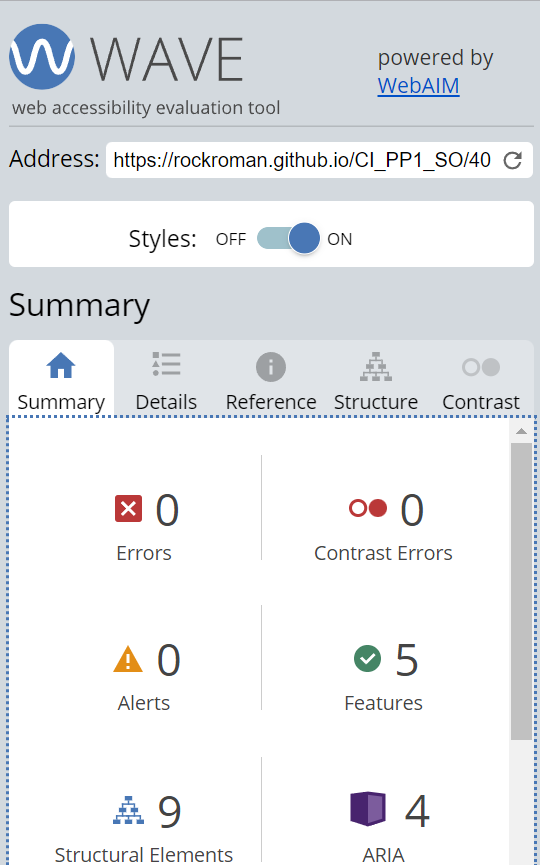 WAVE
web accessibility evaluation tool
powered by
WebAIM
Address: https://rockroman.github.io/CI_PP1_SO/40
Styles: OFF ON
Summary
Summary Details Reference Structure Contrast
0 0
Errors Contrast Errors
0 5
Alerts Features
9 4
Structural Elements ARIA